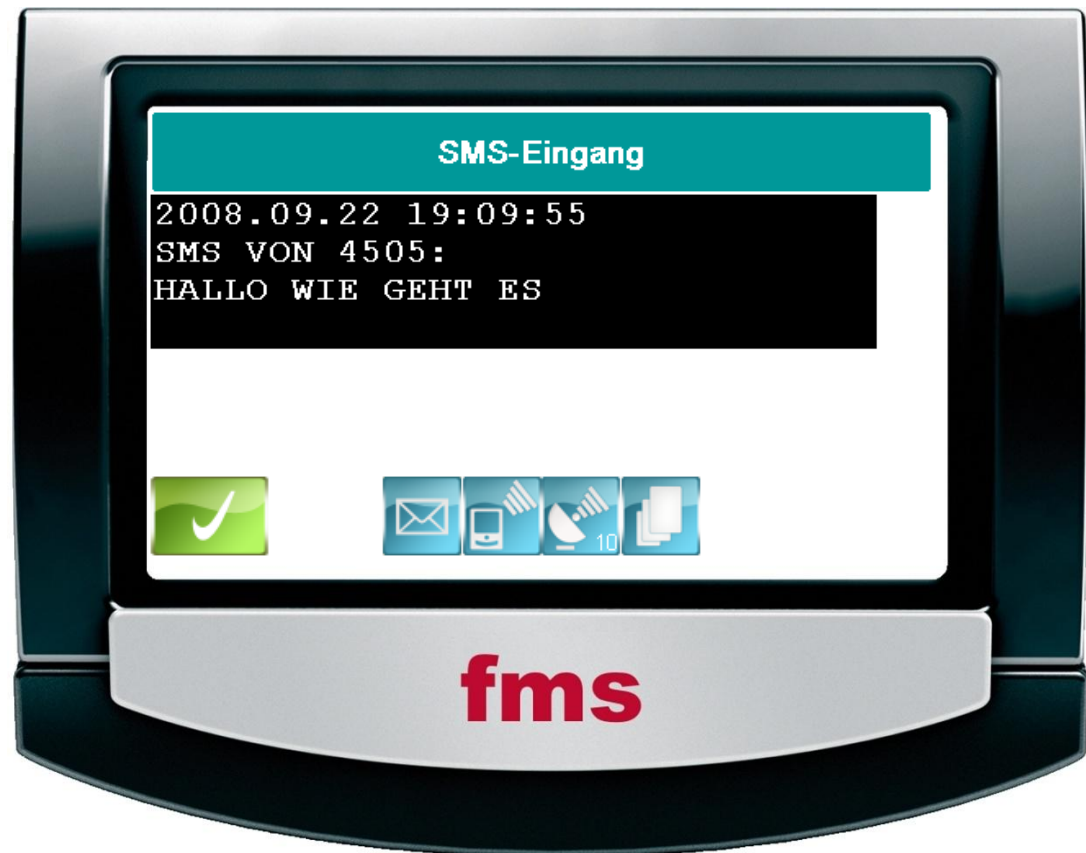 SMS-Eingang
2008.09.22 19:09:55
SMS VON 4505:
HALLO WIE GEHT ES
10
fms